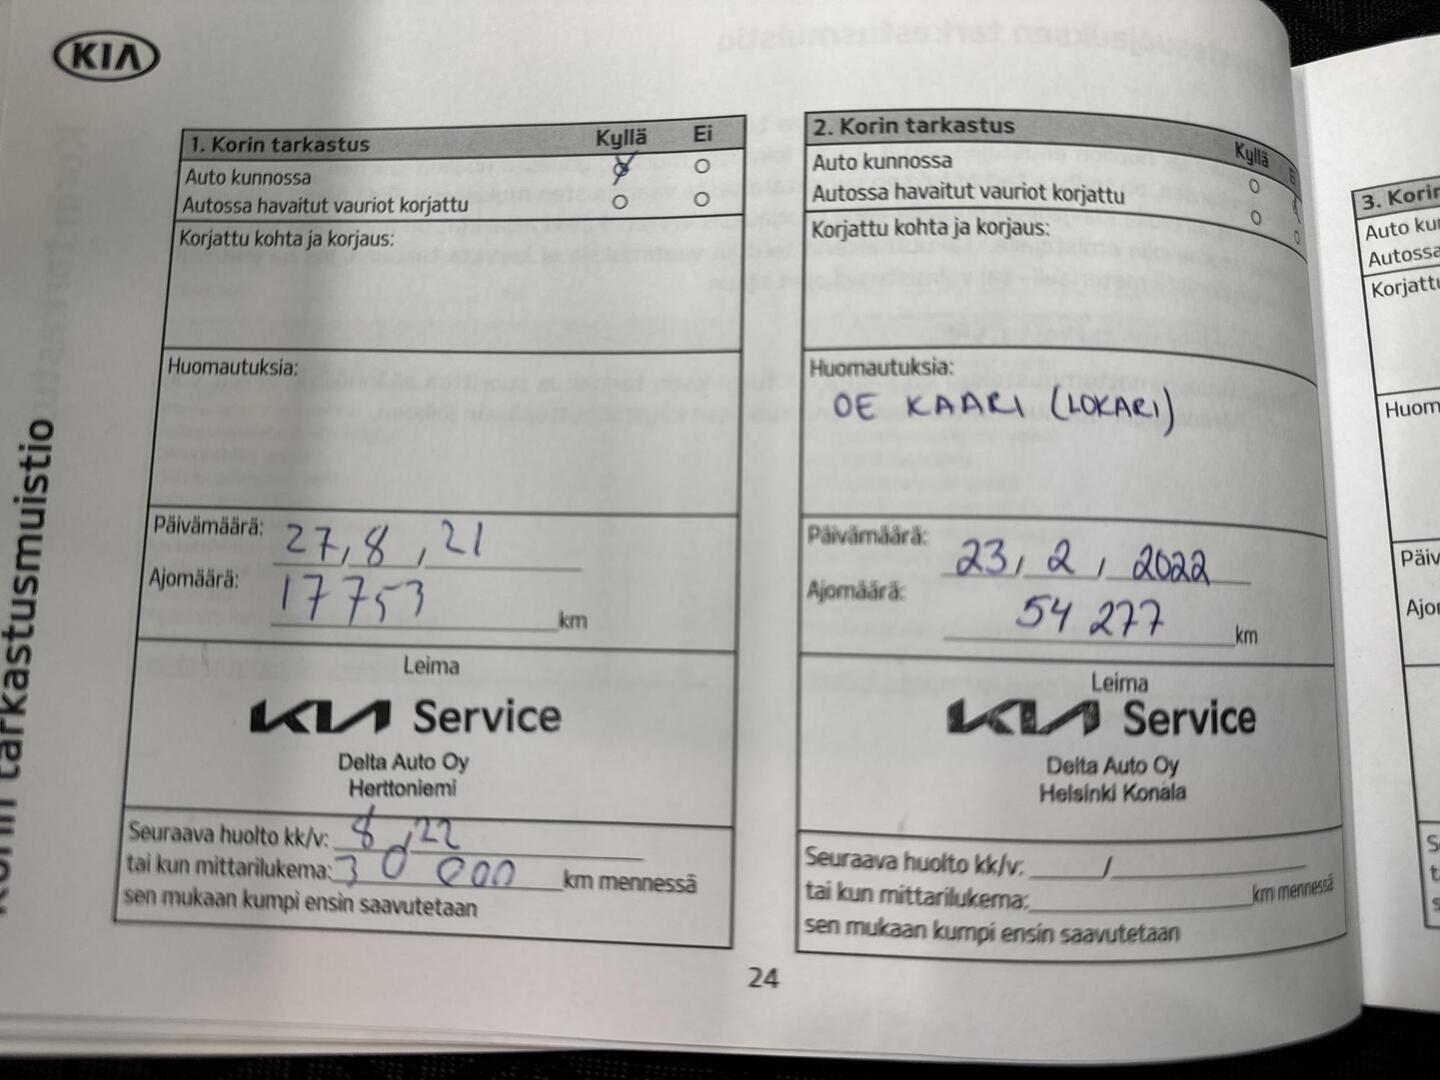 KIA
Korin tarkastusmuistio
1. Korin tarkastus Kyllä Ei
Auto kunnossa
Autossa havaitut vauriot korjattu
Korjattu kohta ja korjaus:
Huomautuksia:
Päivämäärä: 27, 8, 21
Ajomäärä: 17753 km
Leima
KIA Service
Delta Auto Oy
Herttoniemi
Seuraava huolto kk/v: 8, 22
tai kun mittarilukema: 30 000 km mennessä
sen mukaan kumpi ensin saavutetaan
2. Korin tarkastus Kyllä
Auto kunnossa
Autossa havaitut vauriot korjattu
Korjattu kohta ja korjaus:
Huomautuksia:
OE KAARI (LOKARI)
Päivämäärä: 23, 2, 2022
Ajomäärä: 54 277 km
Leima
KIA Service
Delta Auto Oy
Helsinki Konala
Seuraava huolto kk/v: /
tai kun mittarilukema: km mennessä
sen mukaan kumpi ensin saavutetaan
24
3. Korin
Auto
Autossa